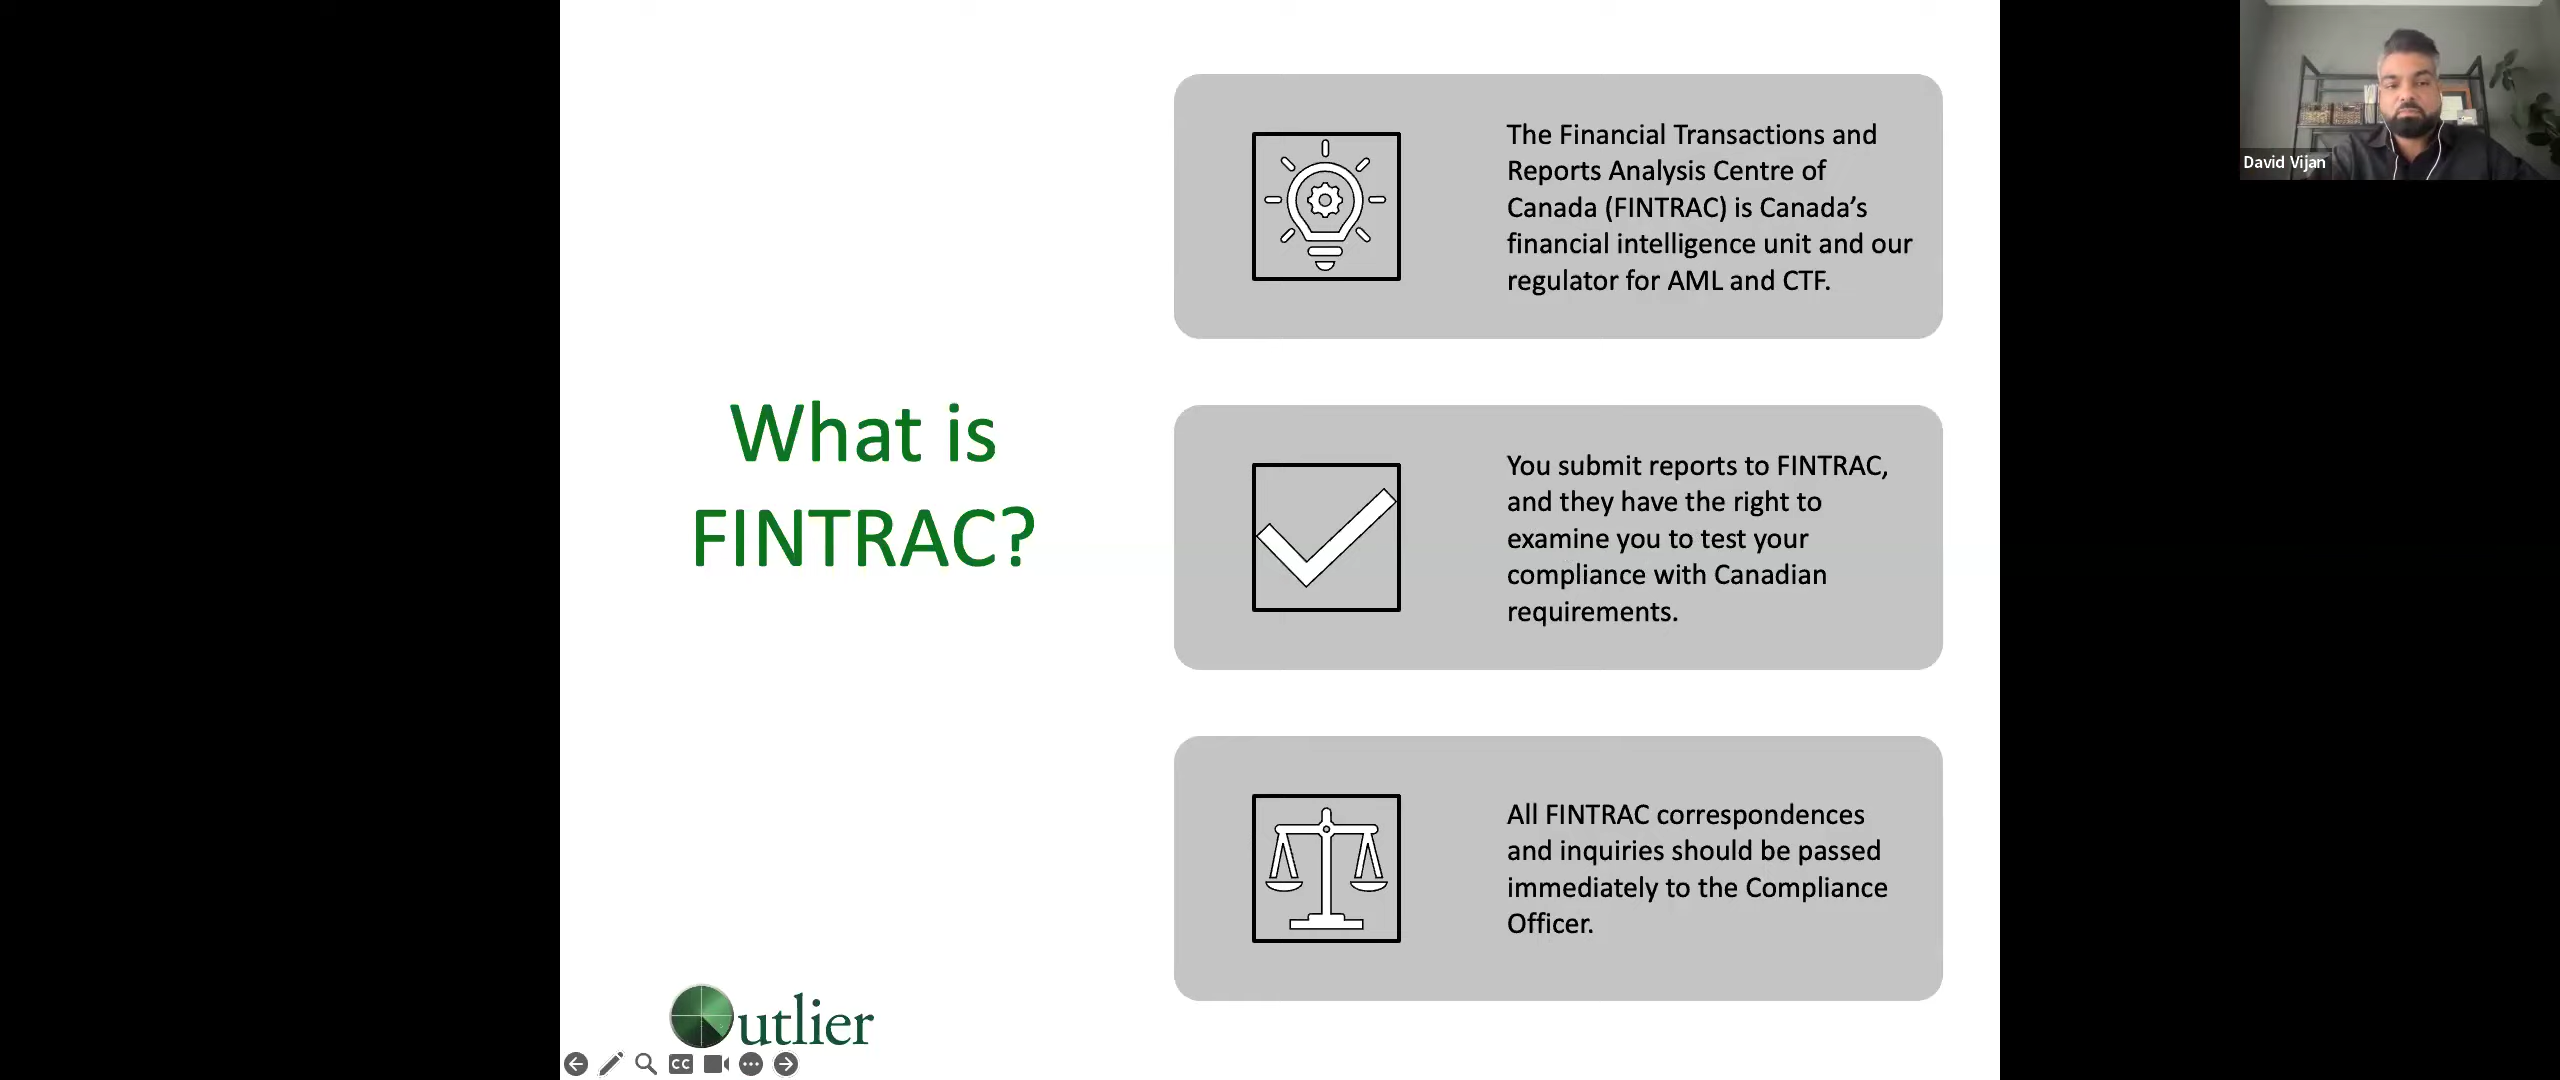 What is
FINTRAC?
The Financial Transactions and
Reports Analysis Centre of
Canada (FINTRAC) is Canada’s
financial intelligence unit and our
regulator for AML and CTF.
You submit reports to FINTRAC,
and they have the right to
examine you to test your
compliance with Canadian
requirements.
All FINTRAC correspondences
and inquiries should be passed
immediately to the Compliance
Officer.
Outlier
CC
David Vijan